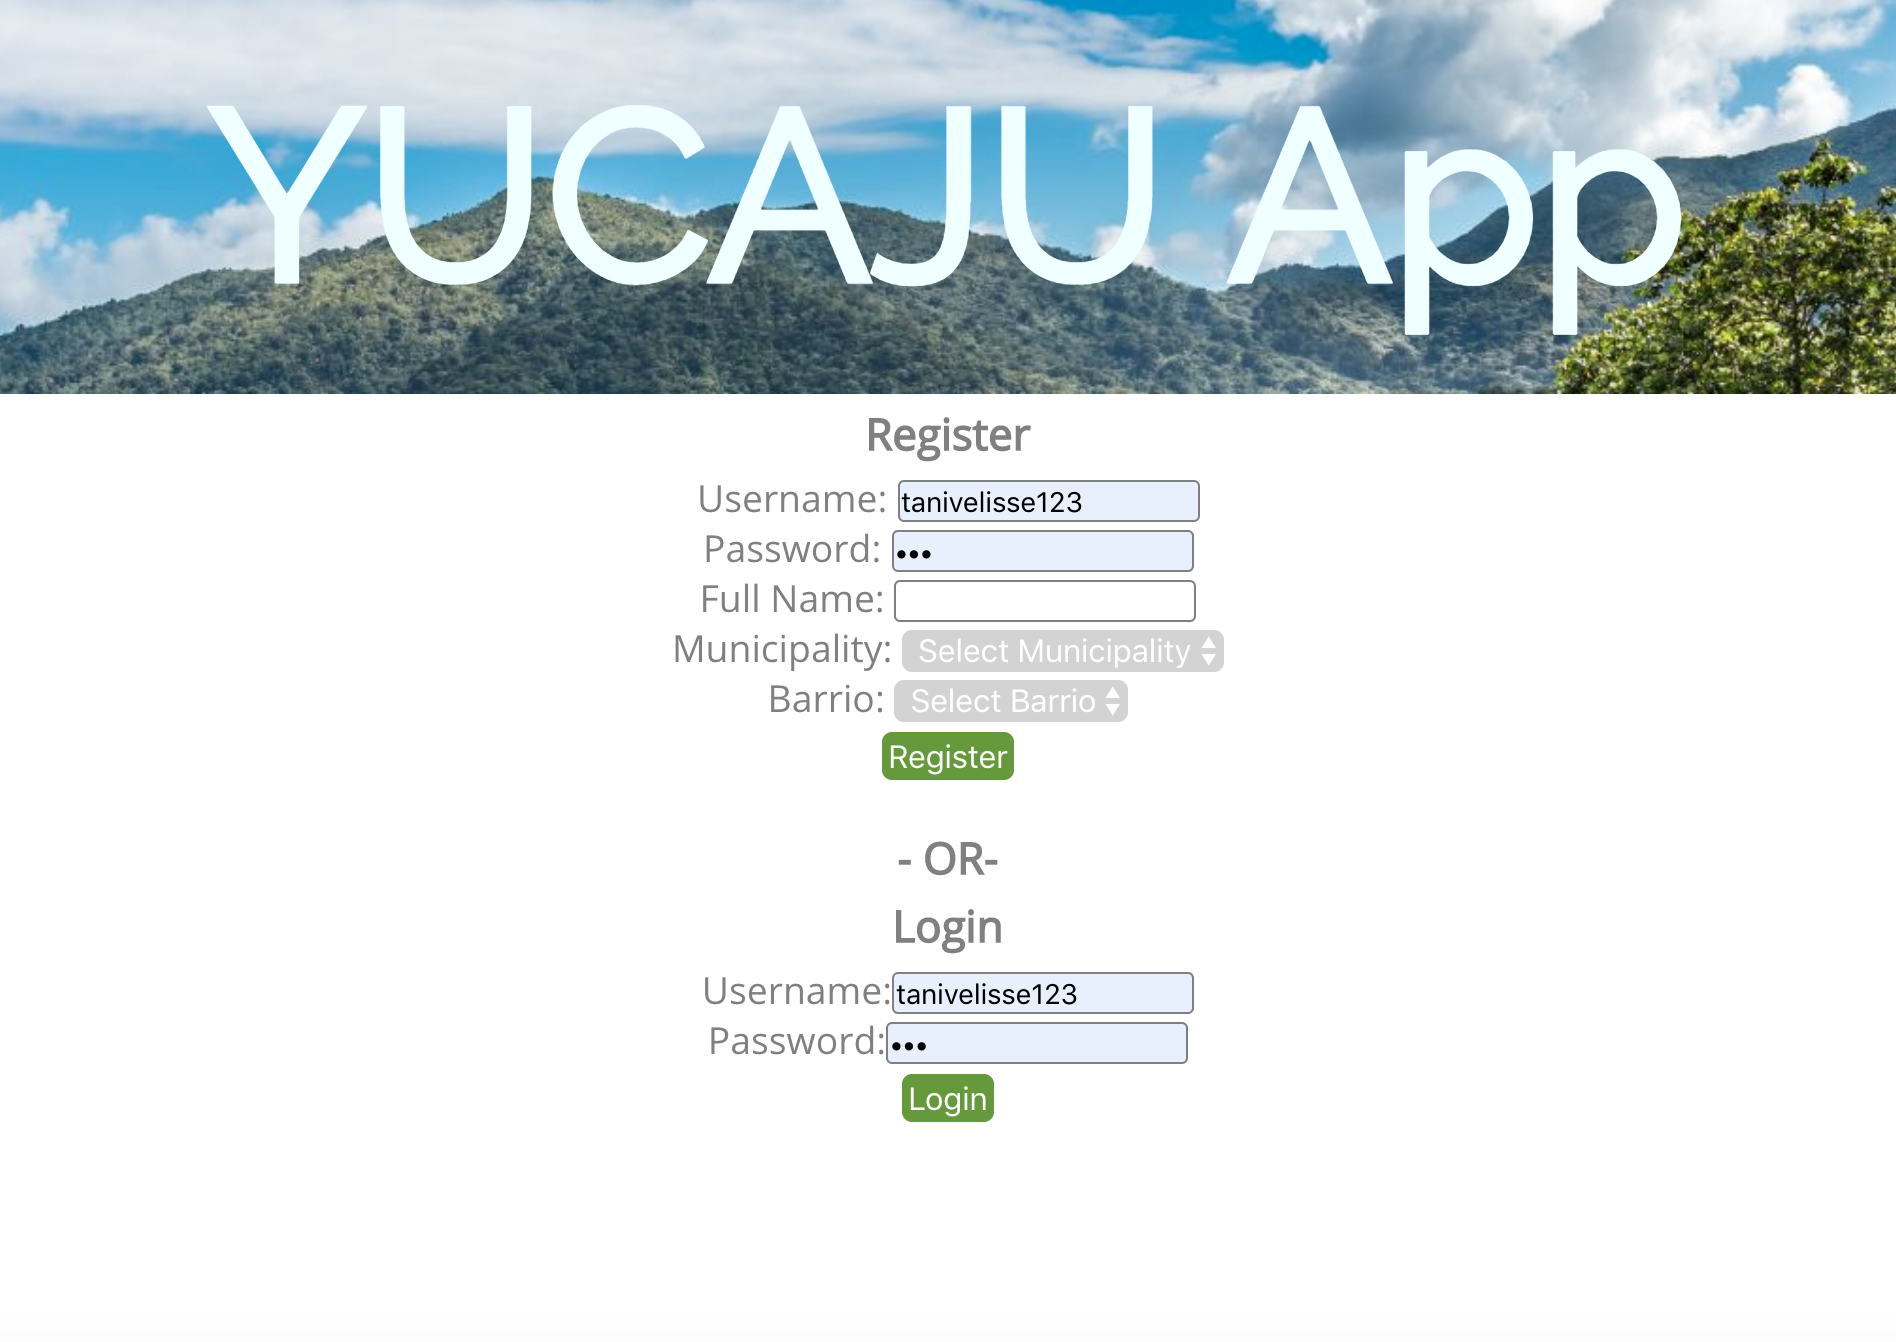 YUCAJU App
Register
Username: tanivelisse123
Password: •••
Full Name:
Municipality: Select Municipality
Barrio: Select Barrio
Register
- OR-
Login
Username:tanivelisse123
Password:•••
Login